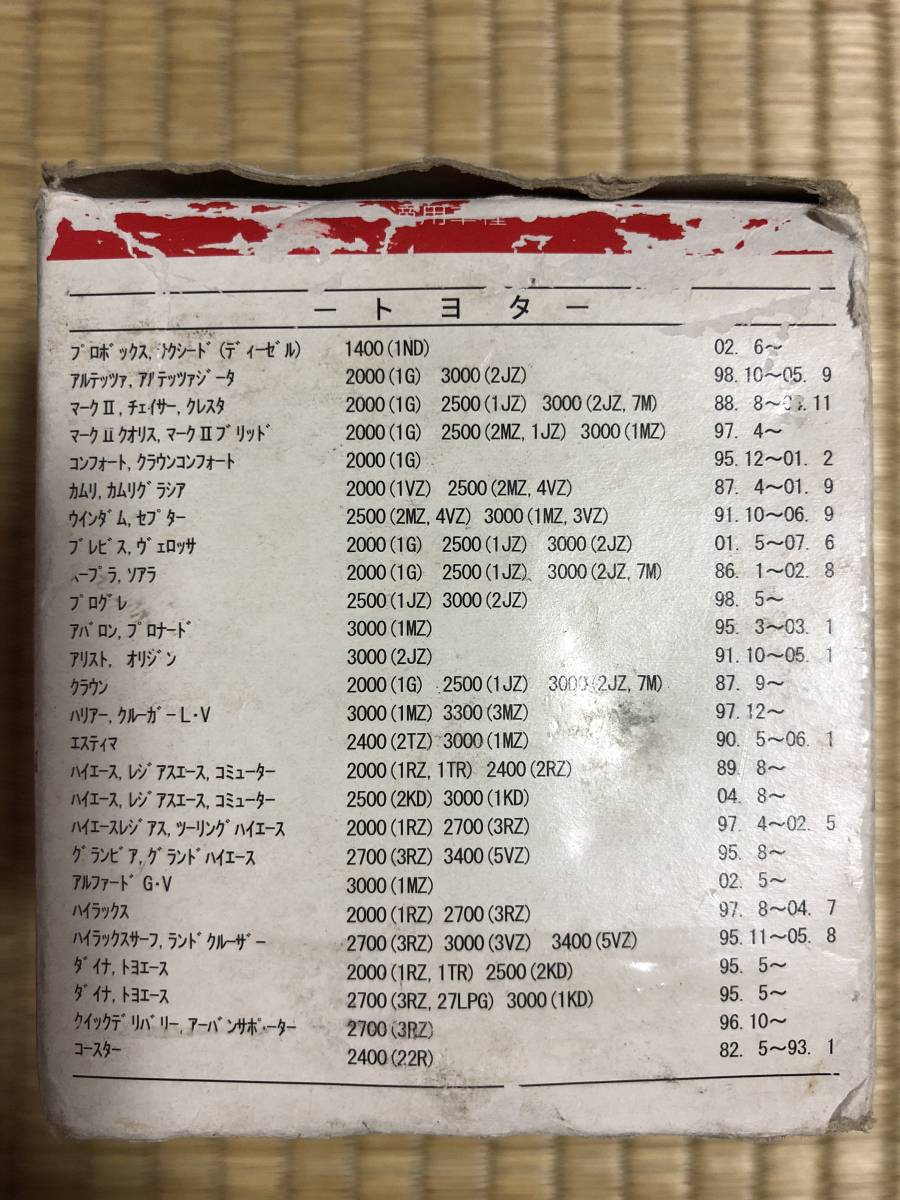 用車種
ートヨター
ﾌﾟﾛﾎﾞｯｸｽ, ｻｸｼｰﾄﾞ(ﾃﾞｨｰｾﾞﾙ) 1400(1ND) 02. 6～
ｱﾙﾃｯﾂｧ, ｱﾙﾃｯﾂｧｼﾞｰﾀ 2000(1G) 3000(2JZ) 98. 10～05. 9
ﾏｰｸⅡ, ﾁｪｲｻｰ, ｸﾚｽﾀ 2000(1G) 2500(1JZ) 3000(2JZ, 7M) 88. 8～ 11
ﾏｰｸⅡｸｵﾘｽ, ﾏｰｸⅡﾌﾞﾘｯﾄﾞ 2000(1G) 2500(2MZ, 1JZ) 3000(1MZ) 97. 4～
ｺﾝﾌｫｰﾄ, ｸﾗｳﾝｺﾝﾌｫｰﾄ 2000(1G) 95. 12～01. 2
ｶﾑﾘ, ｶﾑﾘｸﾞﾗｼｱ 2000(1VZ) 2500(2MZ, 4VZ) 87. 4～01. 9
ｳｲﾝﾀﾞﾑ, ｾﾌﾟﾀｰ 2500(2MZ, 4VZ) 3000(1MZ, 3VZ) 91. 10～06. 9
ﾌﾞﾚﾋﾞｽ, ｳﾞｪﾛｯｻ 2000(1G) 2500(1JZ) 3000(2JZ) 01. 5～07. 6
ｰﾌﾟﾗ, ｿｱﾗ 2000(1G) 2500(1JZ) 3000(2JZ, 7M) 86. 1～02. 8
ﾌﾟﾛｸﾞﾚ 2500(1JZ) 3000(2JZ) 98. 5～
ｱﾊﾞﾛﾝ, ﾌﾟﾛﾅｰﾄﾞ 3000(1MZ) 95. 3～03. 1
ｱﾘｽﾄ, ｵﾘｼﾞﾝ 3000(2JZ) 91. 10～05. 1
ｸﾗｳﾝ 2000(1G) 2500(1JZ) 3000(2JZ, 7M) 87. 9～
ﾊﾘｱｰ, ｸﾙｰｶﾞｰL・V 3000(1MZ) 3300(3MZ) 97. 12～
ｴｽﾃｨﾏ 2400(2TZ) 3000(1MZ) 90. 5～06. 1
ﾊｲｴｰｽ, ﾚｼﾞｱｽｴｰｽ, ｺﾐｭｰﾀｰ 2000(1RZ, 1TR) 2400(2RZ) 89. 8～
ﾊｲｴｰｽ, ﾚｼﾞｱｽｴｰｽ, ｺﾐｭｰﾀｰ 2500(2KD) 3000(1KD) 04. 8～
ﾊｲｴｰｽﾚｼﾞｱｽ, ﾂｰﾘﾝｸﾞﾊｲｴｰｽ 2000(1RZ) 2700(3RZ) 97. 4～02. 5
ｸﾞﾗﾝﾋﾞｱ, ｸﾞﾗﾝﾄﾞﾊｲｴｰｽ 2700(3RZ) 3400(5VZ) 95. 8～
ｱﾙﾌｧｰﾄﾞG・V 3000(1MZ) 02. 5～
ﾊｲﾗｯｸｽ 2000(1RZ) 2700(3RZ) 97. 8～04. 7
ﾊｲﾗｯｸｽｻｰﾌ, ﾗﾝﾄﾞｸﾙｰｻﾞｰ 2700(3RZ) 3000(3VZ) 3400(5VZ) 95. 11～05. 8
ﾀﾞｲﾅ, ﾄﾖｴｰｽ 2000(1RZ, 1TR) 2500(2KD) 95. 5～
ﾀﾞｲﾅ, ﾄﾖｴｰｽ 2700(3RZ, 27LPG) 3000(1KD) 95. 5～
ｸｲｯｸﾃﾞﾘﾊﾞﾘｰ, ｱｰﾊﾞﾝｻﾎﾟｰﾀｰ 2700(3RZ) 96. 10～
ｺｰｽﾀｰ 2400(22R) 82. 5～93. 1